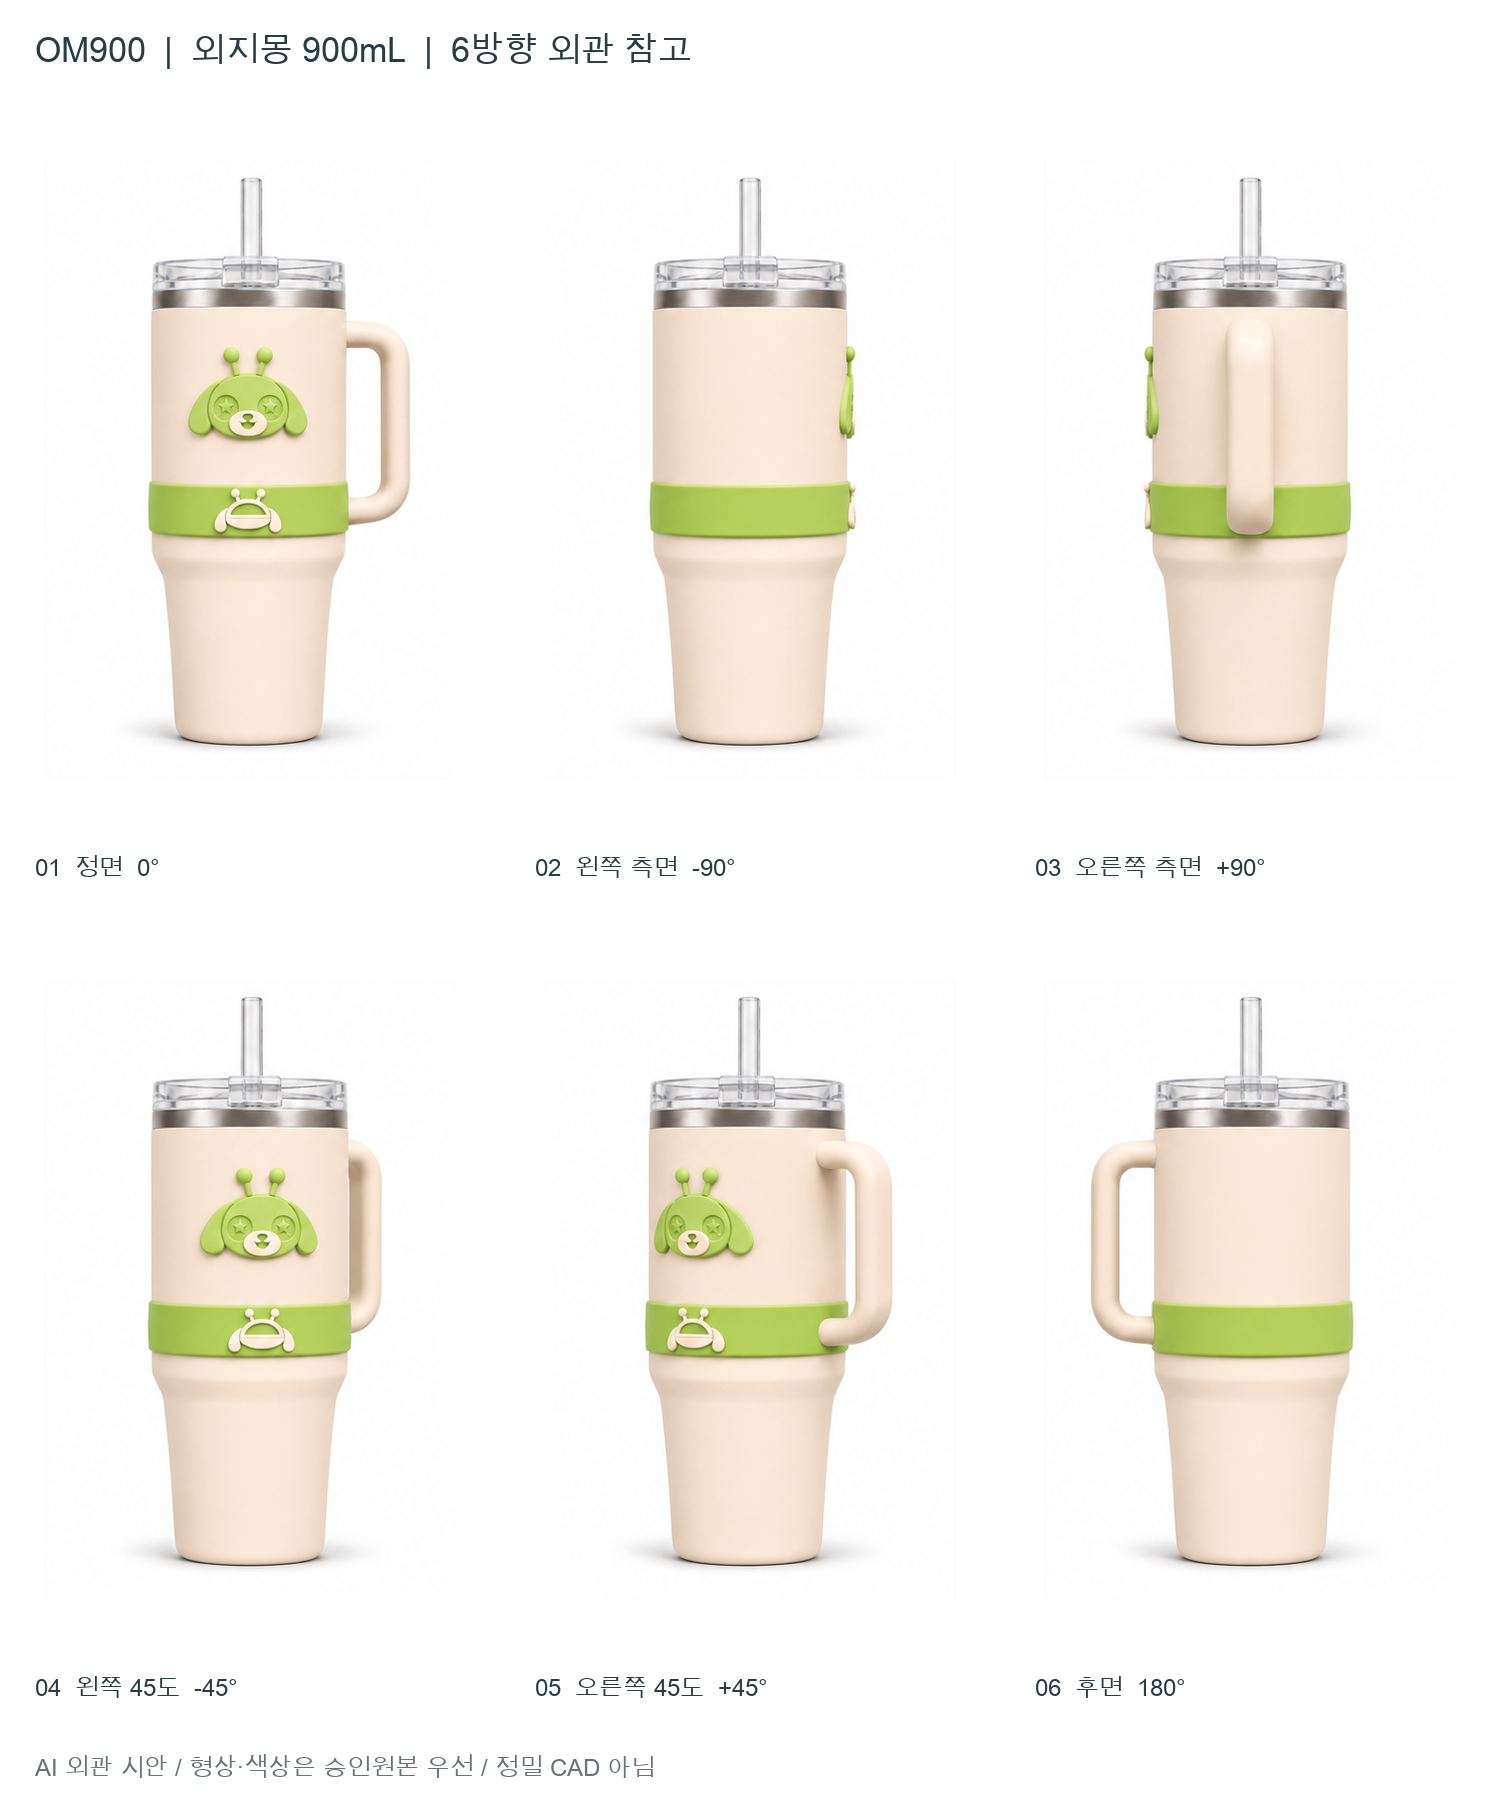 OM900 | 외지몽 900mL | 6방향 외관 참고
01 정면 0°
02 왼쪽 측면 -90°
03 오른쪽 측면 +90°
04 왼쪽 45도 -45°
05 오른쪽 45도 +45°
06 후면 180°
AI 외관 시안 / 형상·색상은 승인원본 우선 / 정밀 CAD 아님